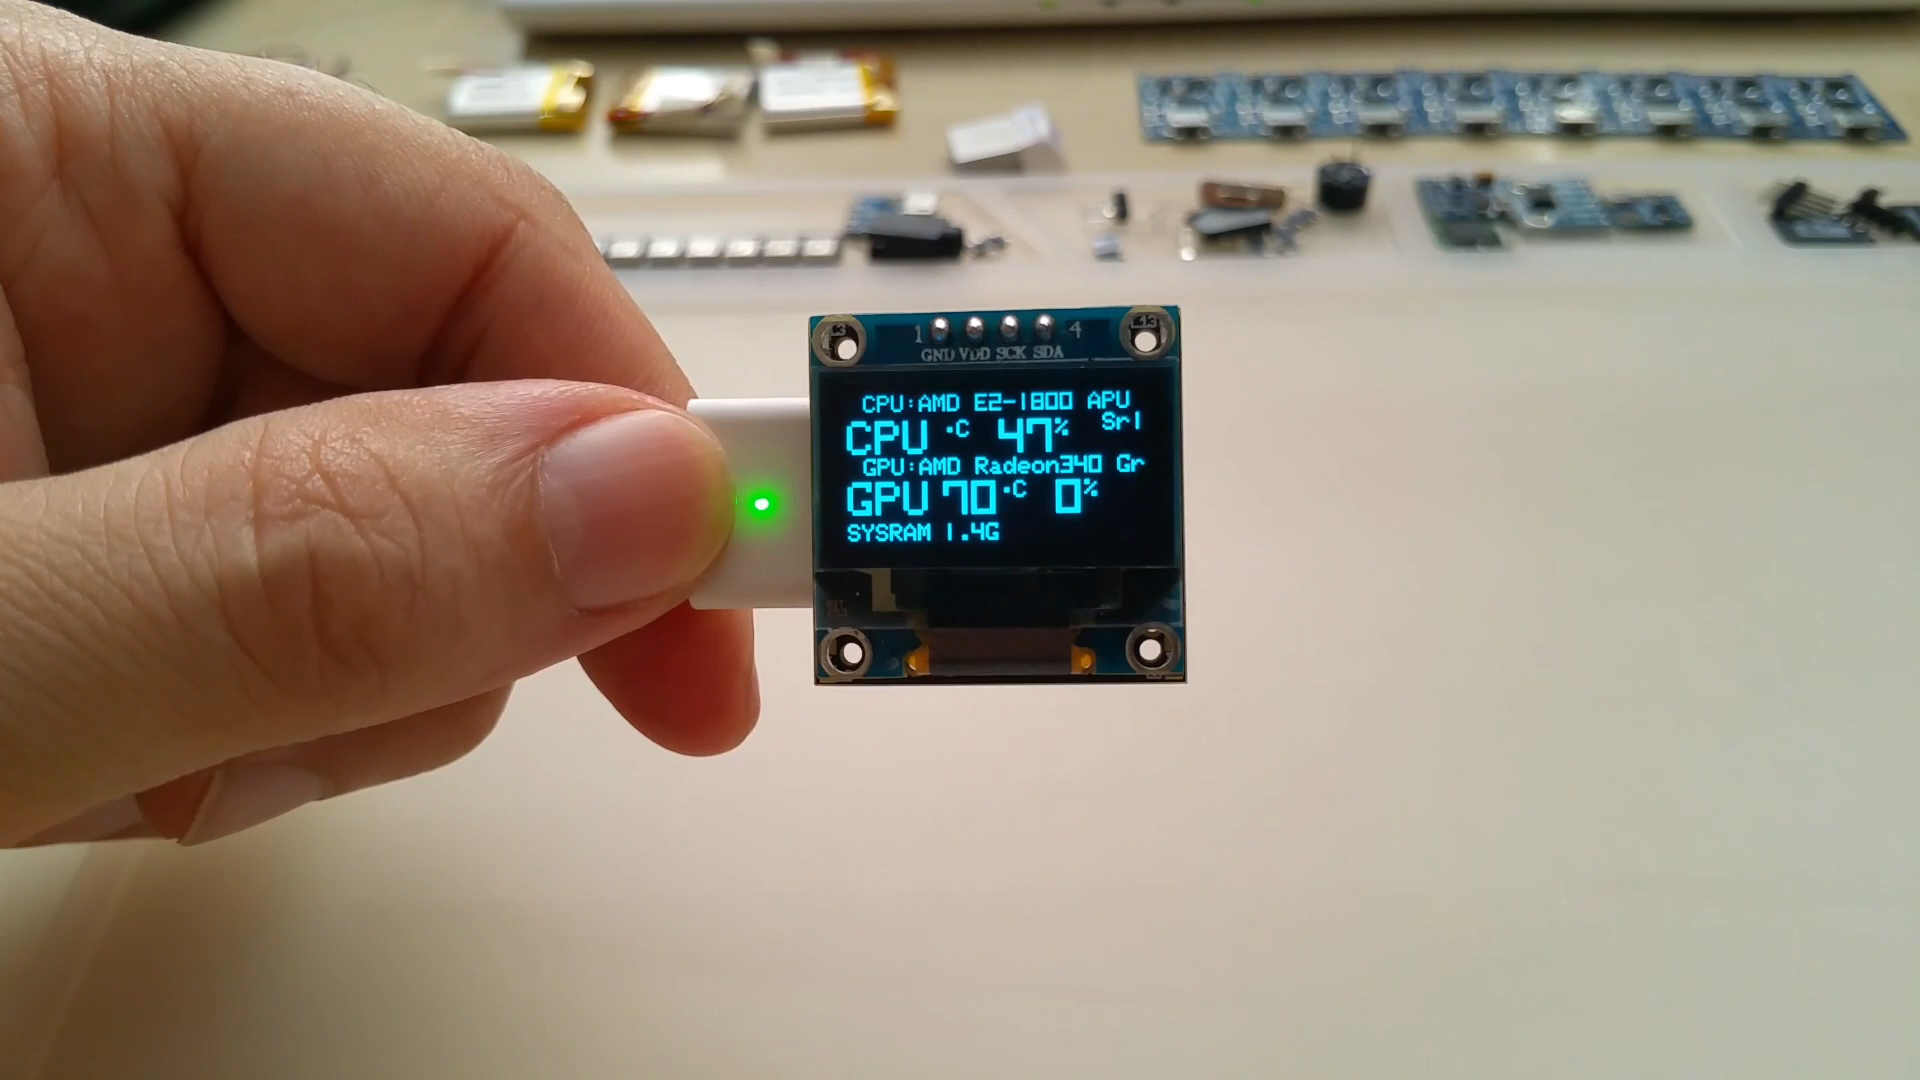 1 4
GND VDD SCK SDA
CPU:AMD E2-1800 APU
Srl
CPU °C 47%
GPU:AMD Radeon340 Gr
GPU 70°C 0%
SYSRAM 1.4G